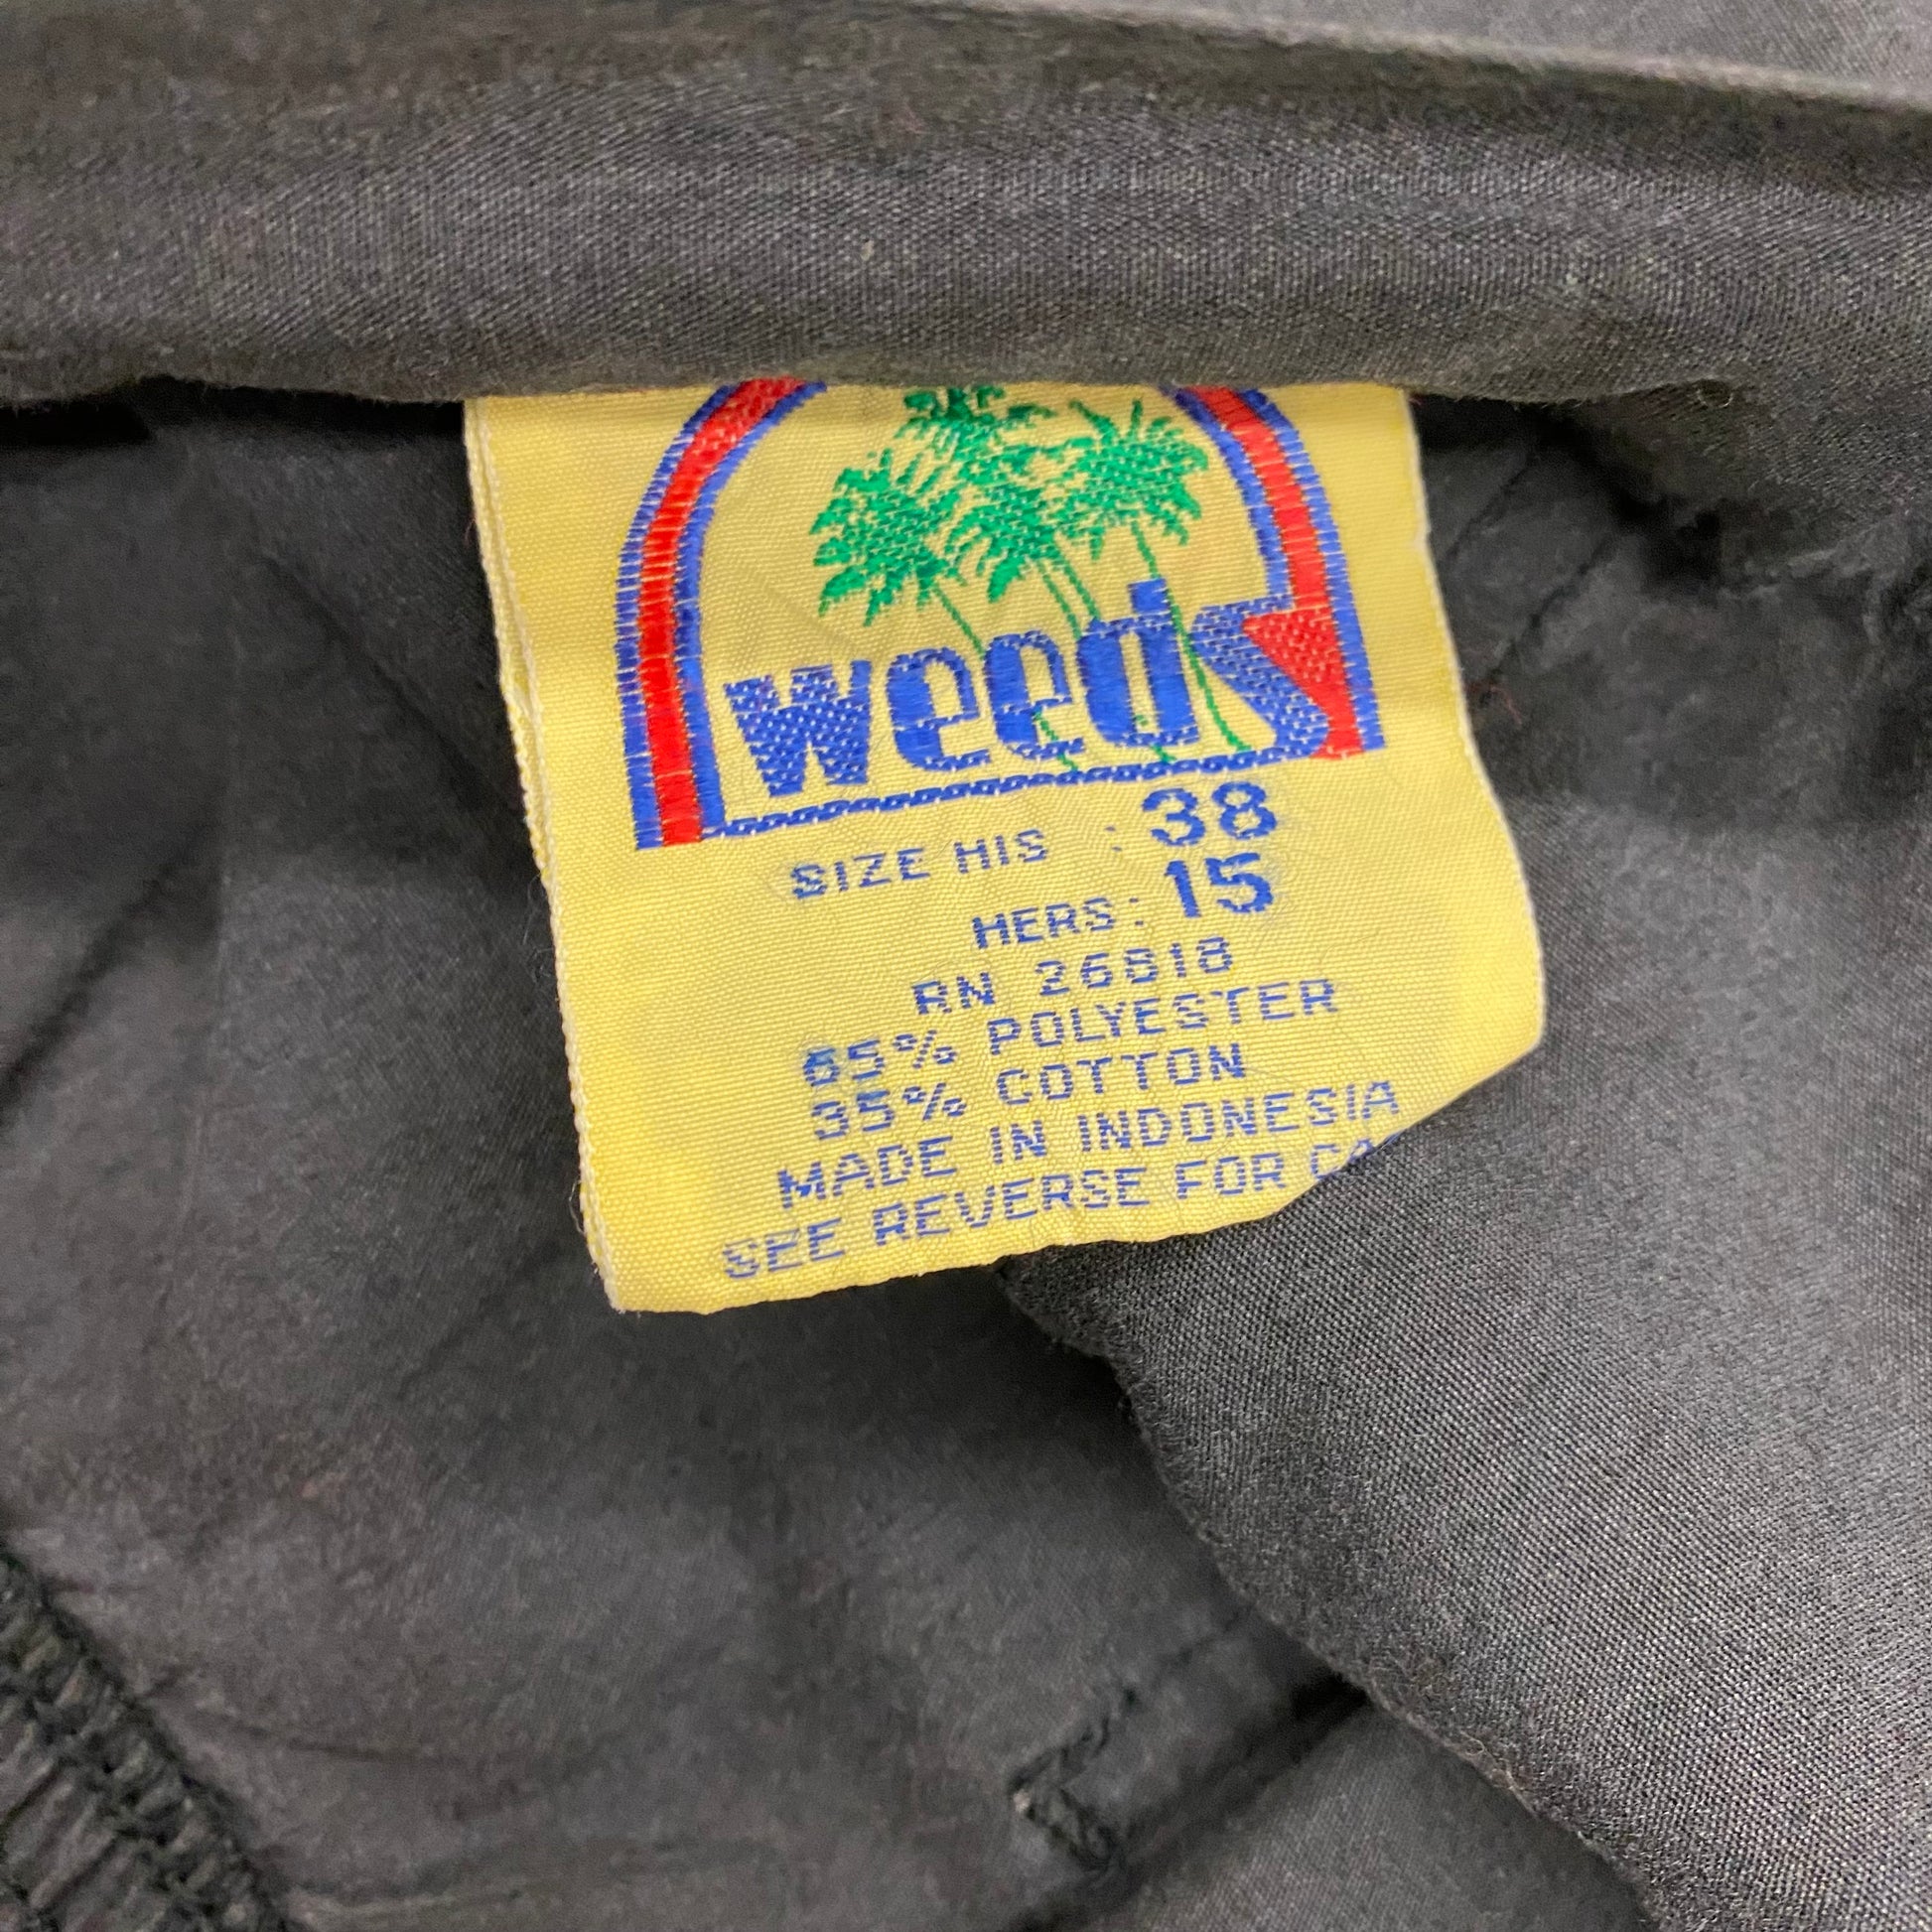 weeds
SIZE HIS : 38
HERS: 15
RN 26818
65% POLYESTER
35% COTTON
MADE IN INDONESIA
SEE REVERSE FOR